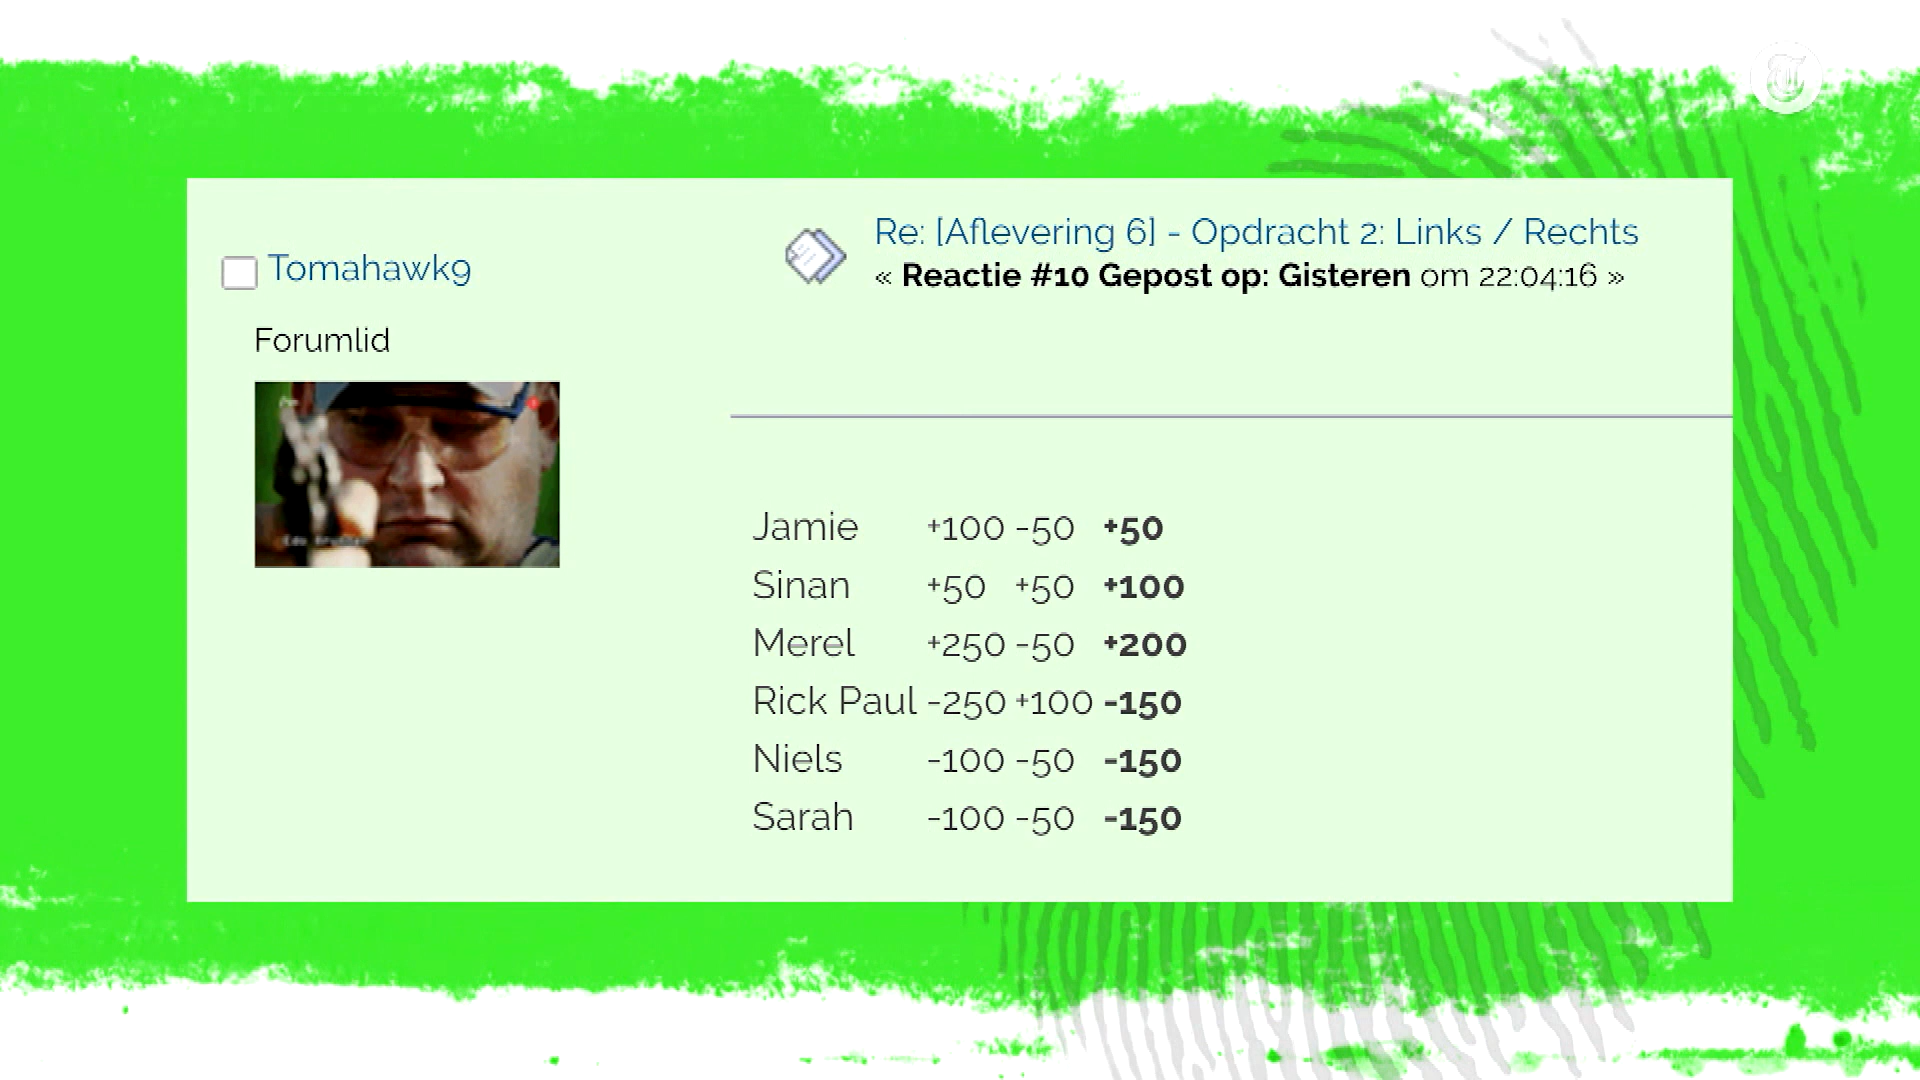 Tomahawk9
Forumlid
Re: [Aflevering 6] - Opdracht 2: Links / Rechts
« Reactie #10 Gepost op: Gisteren om 22:04:16 »
Jamie +100 -50 +50
Sinan +50 +50 +100
Merel +250 -50 +200
Rick Paul -250 +100 -150
Niels -100 -50 -150
Sarah -100 -50 -150